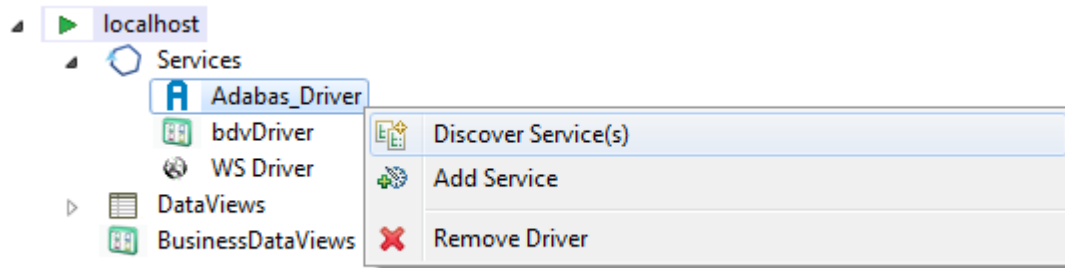 localhost
Services
Adabas_Driver
bdvDriver
Discover Service(s)
WS Driver
Add Service
DataViews
BusinessDataViews
Remove Driver